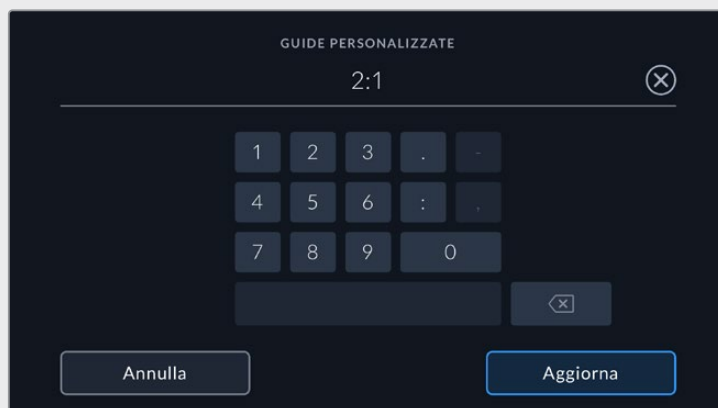 GUIDE PERSONALIZZATE
2:1
1 2 3 . -
4 5 6 : ,
7 8 9 0
Annulla Aggiorna